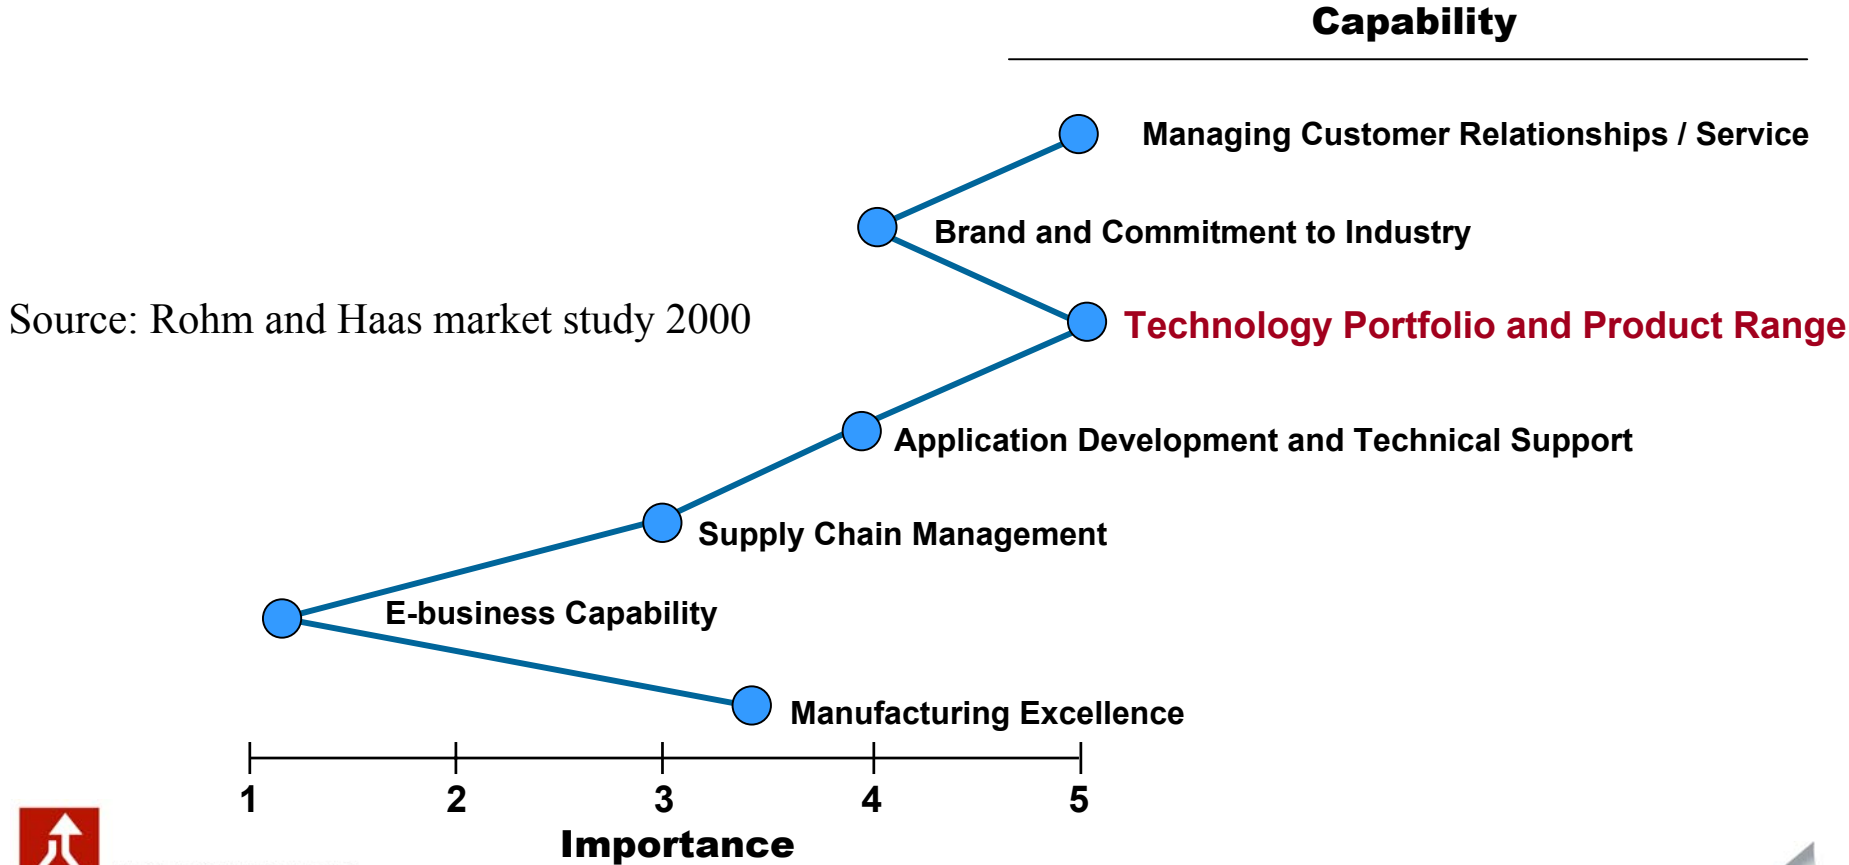 Capability
Managing Customer Relationships / Service
Brand and Commitment to Industry
Source: Rohm and Haas market study 2000
Technology Portfolio and Product Range
Application Development and Technical Support
Supply Chain Management
E-business Capability
Manufacturing Excellence
1 2 3 4 5
Importance